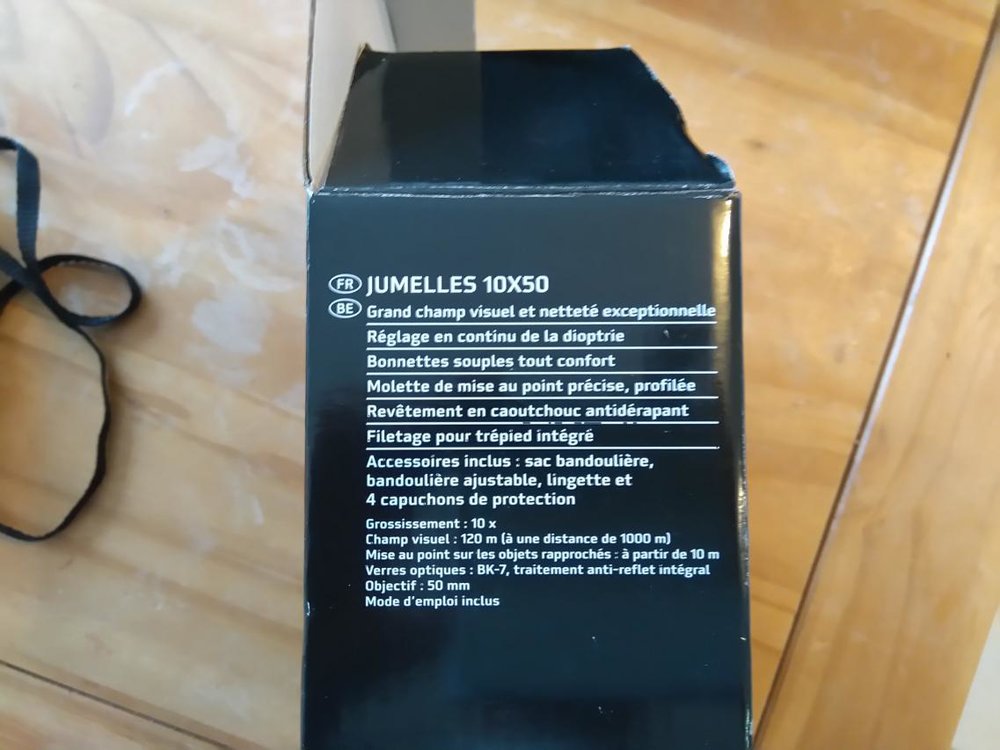 FR JUMELLES 10X50
BE Grand champ visuel et netteté exceptionnelle
Réglage en continu de la dioptrie
Bonnettes souples tout confort
Molette de mise au point précise, profilée
Revêtement en caoutchouc antidérapant
Filetage pour trépied intégré
Accessoires inclus : sac bandoulière,
bandoulière ajustable, lingette et
4 capuchons de protection
Grossissement : 10 x
Champ visuel : 120 m (à une distance de 1000 m)
Mise au point sur les objets rapprochés : à partir de 10 m
Verres optiques : BK-7, traitement anti-reflet intégral
Objectif : 50 mm
Mode d'emploi inclus